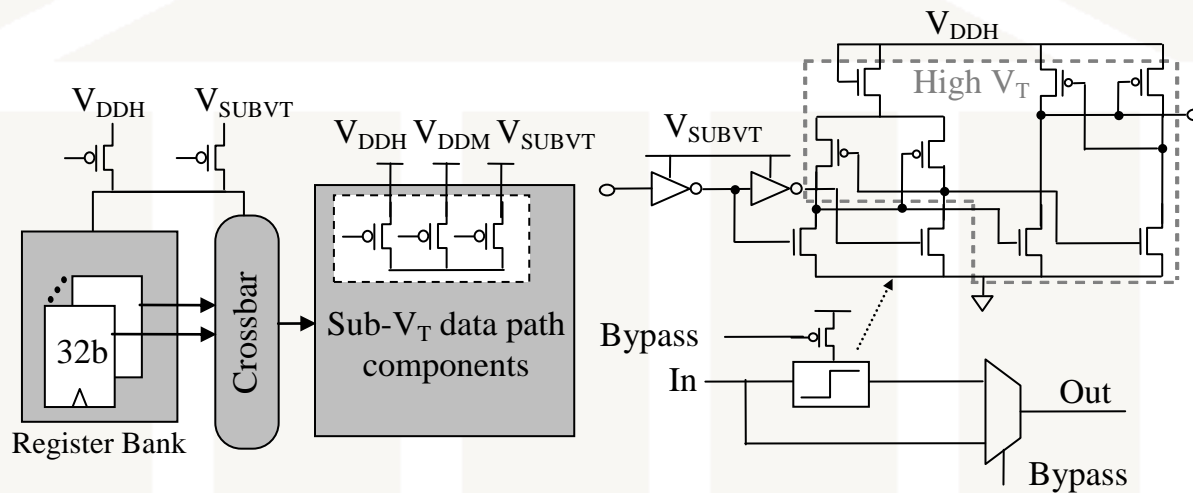 V_DDH
V_SUBVT
V_DDH
V_DDM
V_SUBVT
32b
Register Bank
Crossbar
Sub-V_T data path
components
V_DDH
High V_T
V_SUBVT
Bypass
In
Out
Bypass